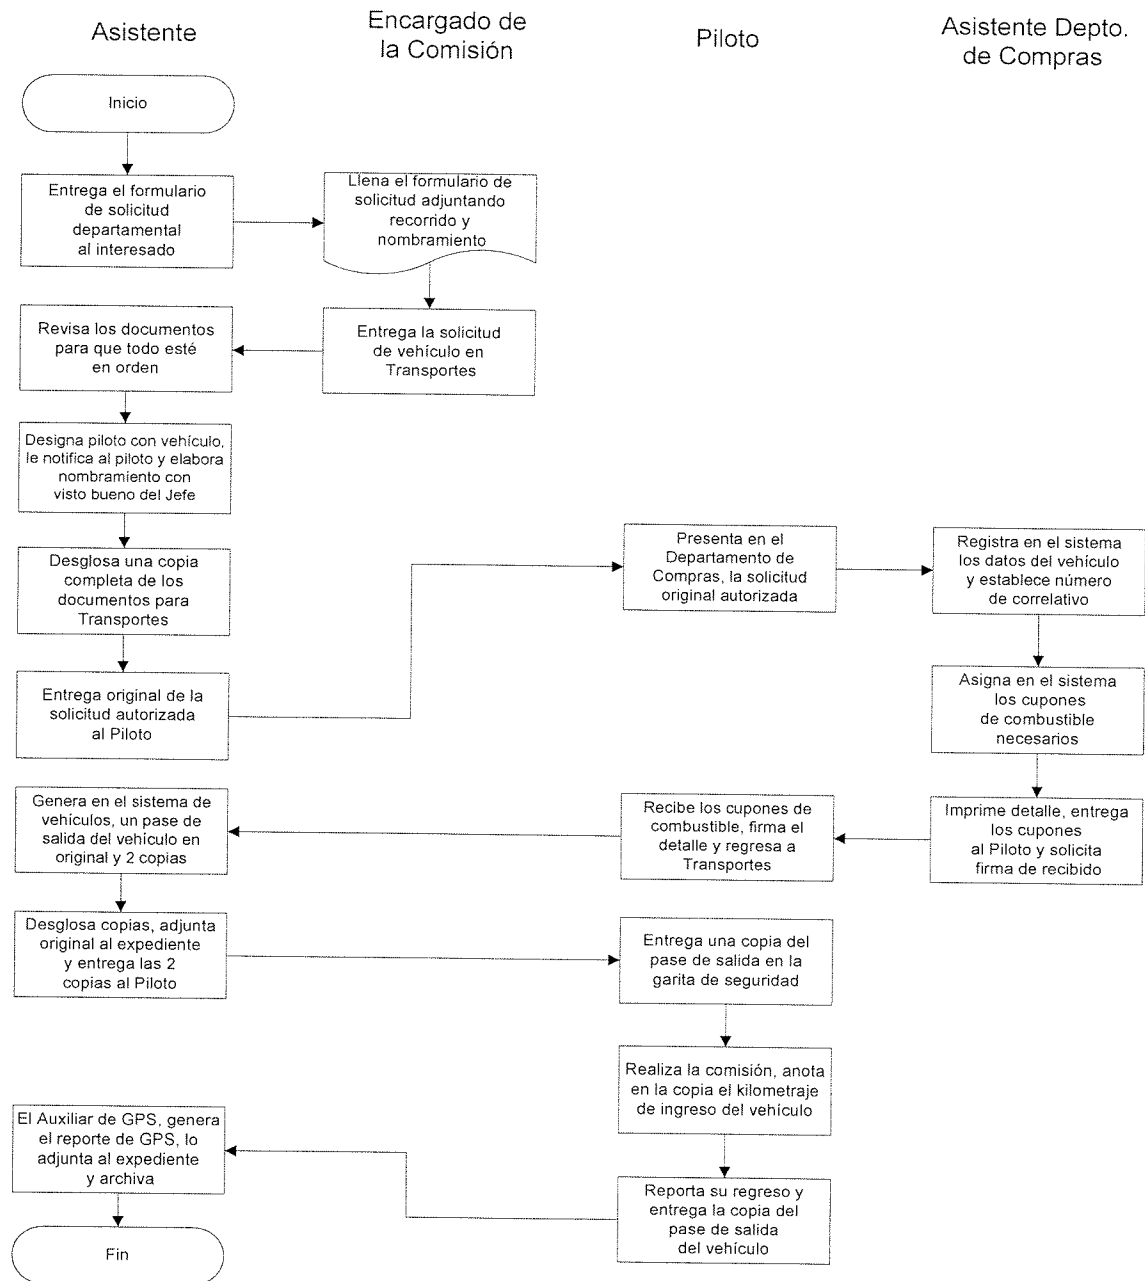 Asistente
Encargado de
la Comisión
Piloto
Asistente Depto.
de Compras
Inicio
Entrega el formulario
de solicitud
departamental
al interesado
Llena el formulario de
solicitud adjuntando
recorrido y
nombramiento
Revisa los documentos
para que todo esté
en orden
Entrega la solicitud
de vehículo en
Transportes
Designa piloto con vehículo,
le notifica al piloto y elabora
nombramiento con
visto bueno del Jefe
Desglosa una copia
completa de los
documentos para
Transportes
Presenta en el
Departamento de
Compras, la solicitud
original autorizada
Registra en el sistema
los datos del vehículo
y establece número
de correlativo
Entrega original de la
solicitud autorizada
al Piloto
Asigna en el sistema
los cupones
de combustible
necesarios
Genera en el sistema de
vehículos, un pase de
salida del vehículo en
original y 2 copias
Recibe los cupones de
combustible, firma el
detalle y regresa a
Transportes
Imprime detalle, entrega
los cupones
al Piloto y solicita
firma de recibido
Desglosa copias, adjunta
original al expediente
y entrega las 2
copias al Piloto
Entrega una copia del
pase de salida en la
garita de seguridad
Realiza la comisión, anota
en la copia el kilometraje
de ingreso del vehículo
El Auxiliar de GPS, genera
el reporte de GPS, lo
adjunta al expediente
y archiva
Reporta su regreso y
entrega la copia del
pase de salida
del vehículo
Fin